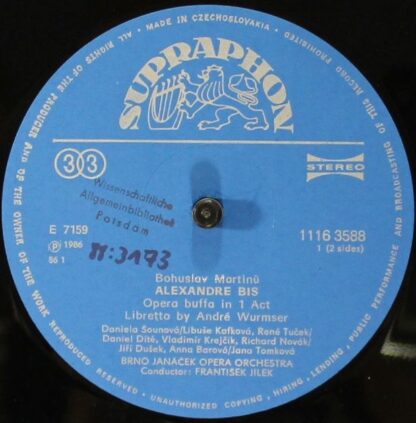 • MADE IN CZECHOSLOVAKIA • ALL RIGHTS OF THE PRODUCER AND OF THE OWNER OF THE WORK REPRODUCED RESERVED • UNAUTHORIZED COPYING, HIRING, LENDING, PUBLIC PERFORMANCE AND BROADCASTING OF THIS RECORD PROHIBITED
SUPRAPHON
33
STEREO
Wissenschaftliche
Allgemeinbibliothek
Potsdam
E 7159
1116 3588
℗ 1986
1 (2 sides)
86 1
M:3173
Bohuslav Martinů
ALEXANDRE BIS
Opera buffa in 1 Act
Libretto by André Wurmser
Daniela Sounová/Libuše Kafková, René Tuček/
Daniel Dítě, Vladimír Krejčík, Richard Novák/
Jiří Dušek, Anna Barová/Jana Tomková
BRNO JANÁČEK OPERA ORCHESTRA
Conductor: FRANTIŠEK JÍLEK